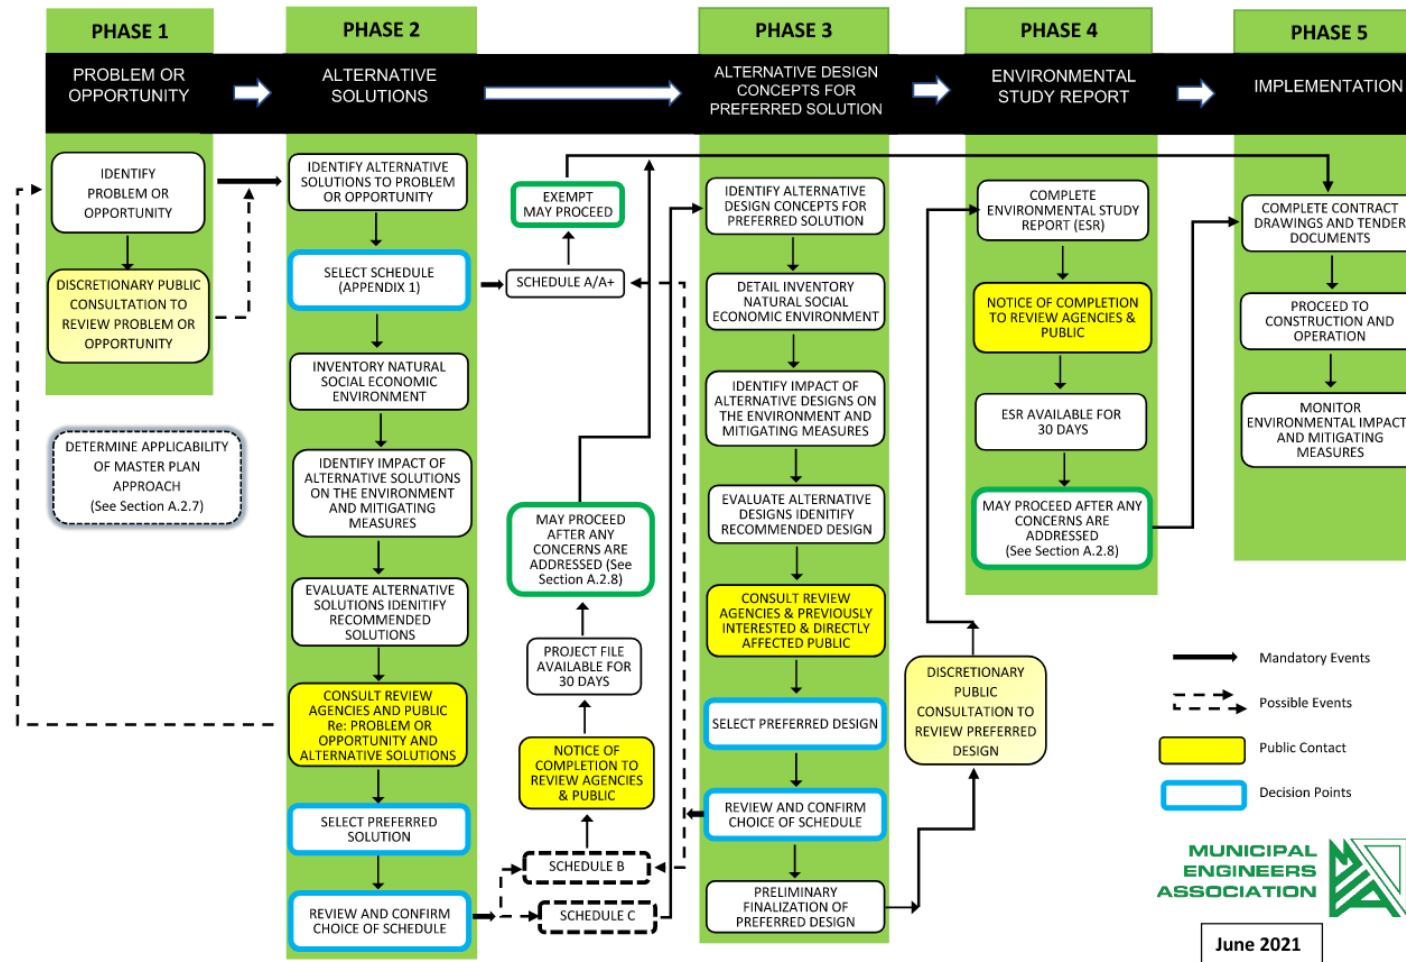 PHASE 1
PROBLEM OR
OPPORTUNITY
IDENTIFY
PROBLEM OR
OPPORTUNITY
DISCRETIONARY PUBLIC
CONSULTATION TO
REVIEW PROBLEM OR
OPPORTUNITY
DETERMINE APPLICABILITY
OF MASTER PLAN
APPROACH
(See Section A.2.7)
PHASE 2
ALTERNATIVE
SOLUTIONS
IDENTIFY ALTERNATIVE
SOLUTIONS TO PROBLEM
OR OPPORTUNITY
SELECT SCHEDULE
(APPENDIX 1)
INVENTORY NATURAL
SOCIAL ECONOMIC
ENVIRONMENT
IDENTIFY IMPACT OF
ALTERNATIVE SOLUTIONS
ON THE ENVIRONMENT
AND MITIGATING
MEASURES
EVALUATE ALTERNATIVE
SOLUTIONS IDENITIFY
RECOMMENDED
SOLUTIONS
CONSULT REVIEW
AGENCIES AND PUBLIC
Re: PROBLEM OR
OPPORTUNITY AND
ALTERNATIVE SOLUTIONS
SELECT PREFERRED
SOLUTION
REVIEW AND CONFIRM
CHOICE OF SCHEDULE
EXEMPT
MAY PROCEED
SCHEDULE A/A+
MAY PROCEED
AFTER ANY
CONCERNS ARE
ADDRESSED (See
Section A.2.8)
PROJECT FILE
AVAILABLE FOR
30 DAYS
NOTICE OF
COMPLETION TO
REVIEW AGENCIES
& PUBLIC
SCHEDULE B
SCHEDULE C
PHASE 3
ALTERNATIVE DESIGN
CONCEPTS FOR
PREFERRED SOLUTION
IDENTIFY ALTERNATIVE
DESIGN CONCEPTS FOR
PREFERRED SOLUTION
DETAIL INVENTORY
NATURAL SOCIAL
ECONOMIC ENVIRONMENT
IDENTIFY IMPACT OF
ALTERNATIVE DESIGNS ON
THE ENVIRONMENT AND
MITIGATING MEASURES
EVALUATE ALTERNATIVE
DESIGNS IDENTIFY
RECOMMENDED DESIGN
CONSULT REVIEW
AGENCIES & PREVIOUSLY
INTERESTED & DIRECTLY
AFFECTED PUBLIC
SELECT PREFERRED DESIGN
REVIEW AND CONFIRM
CHOICE OF SCHEDULE
PRELIMINARY
FINALIZATION OF
PREFERRED DESIGN
DISCRETIONARY
PUBLIC
CONSULTATION TO
REVIEW PREFERRED
DESIGN
PHASE 4
ENVIRONMENTAL
STUDY REPORT
COMPLETE
ENVIRONMENTAL STUDY
REPORT (ESR)
NOTICE OF COMPLETION
TO REVIEW AGENCIES &
PUBLIC
ESR AVAILABLE FOR
30 DAYS
MAY PROCEED AFTER ANY
CONCERNS ARE
ADDRESSED
(See Section A.2.8)
PHASE 5
IMPLEMENTATION
COMPLETE CONTRACT
DRAWINGS AND TENDER
DOCUMENTS
PROCEED TO
CONSTRUCTION AND
OPERATION
MONITOR
ENVIRONMENTAL IMPACT
AND MITIGATING
MEASURES
Mandatory Events
Possible Events
Public Contact
Decision Points
MUNICIPAL
ENGINEERS
ASSOCIATION
June 2021